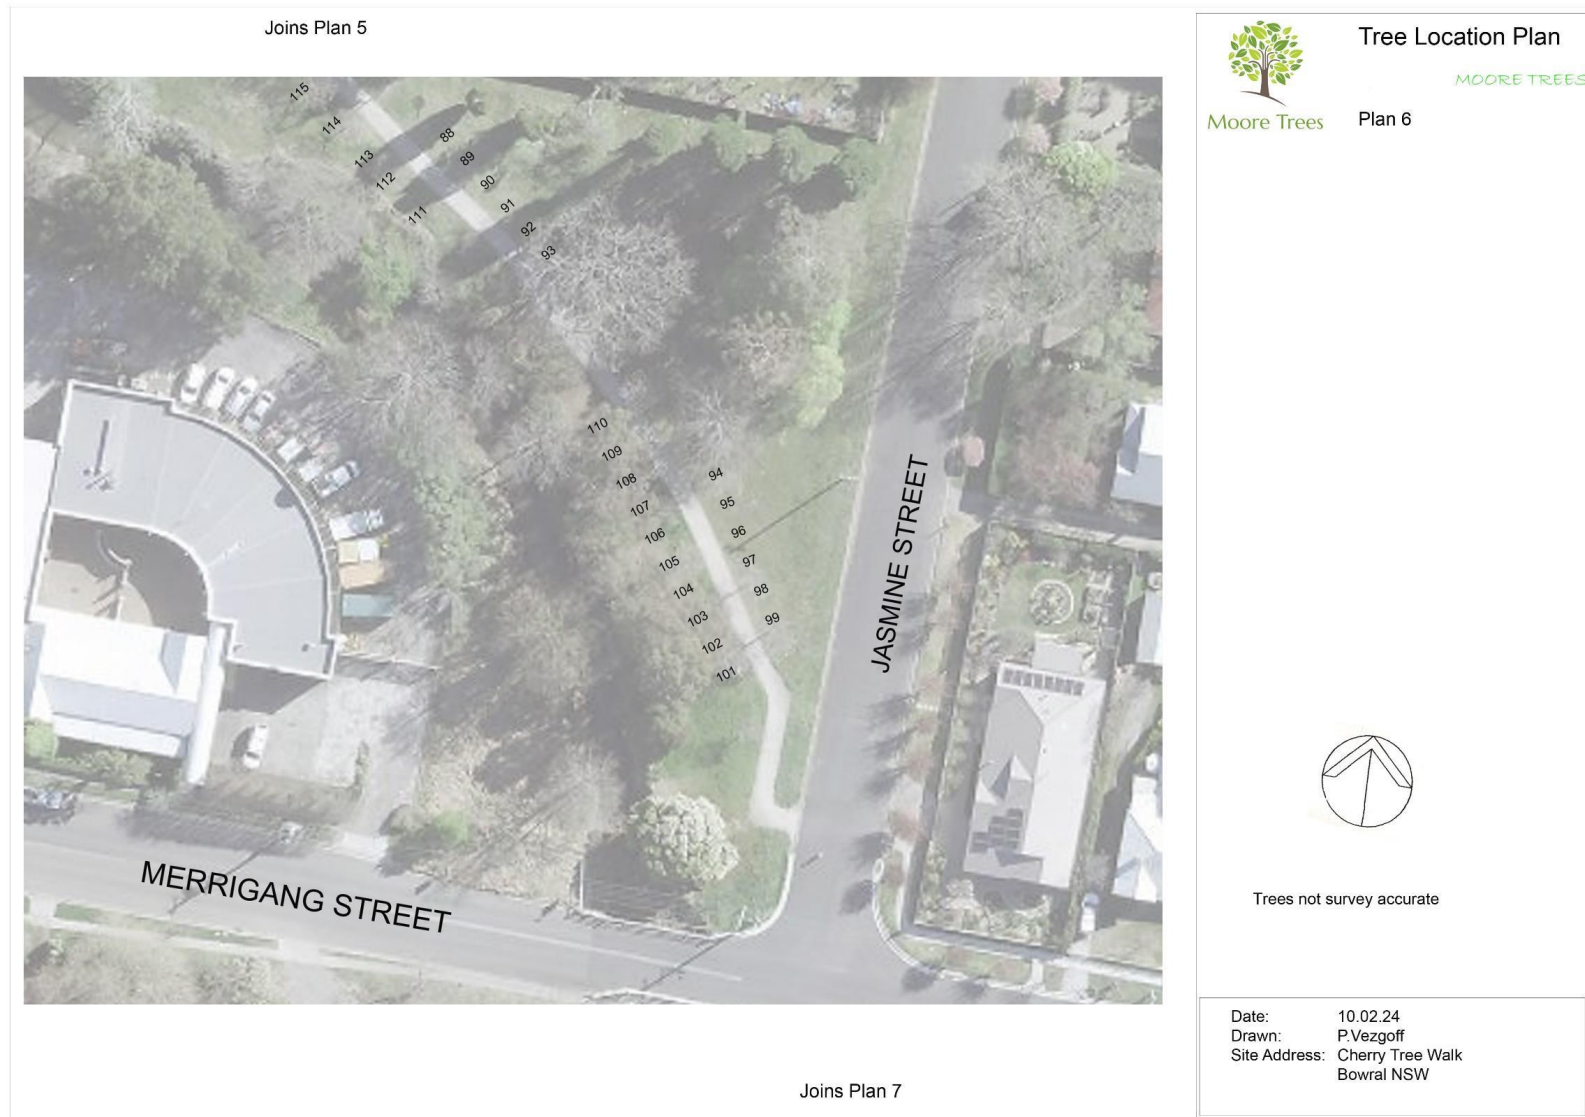 Joins Plan 5
Tree Location Plan
MOORE TREES
Moore Trees
Plan 6
115
114
113
112
111
88
89
90
91
92
93
110
109
108
107
106
105
104
103
102
101
94
95
96
97
98
99
JASMINE STREET
MERRIGANG STREET
Trees not survey accurate
Date: 10.02.24
Drawn: P.Vezgoff
Site Address: Cherry Tree Walk
Bowral NSW
Joins Plan 7